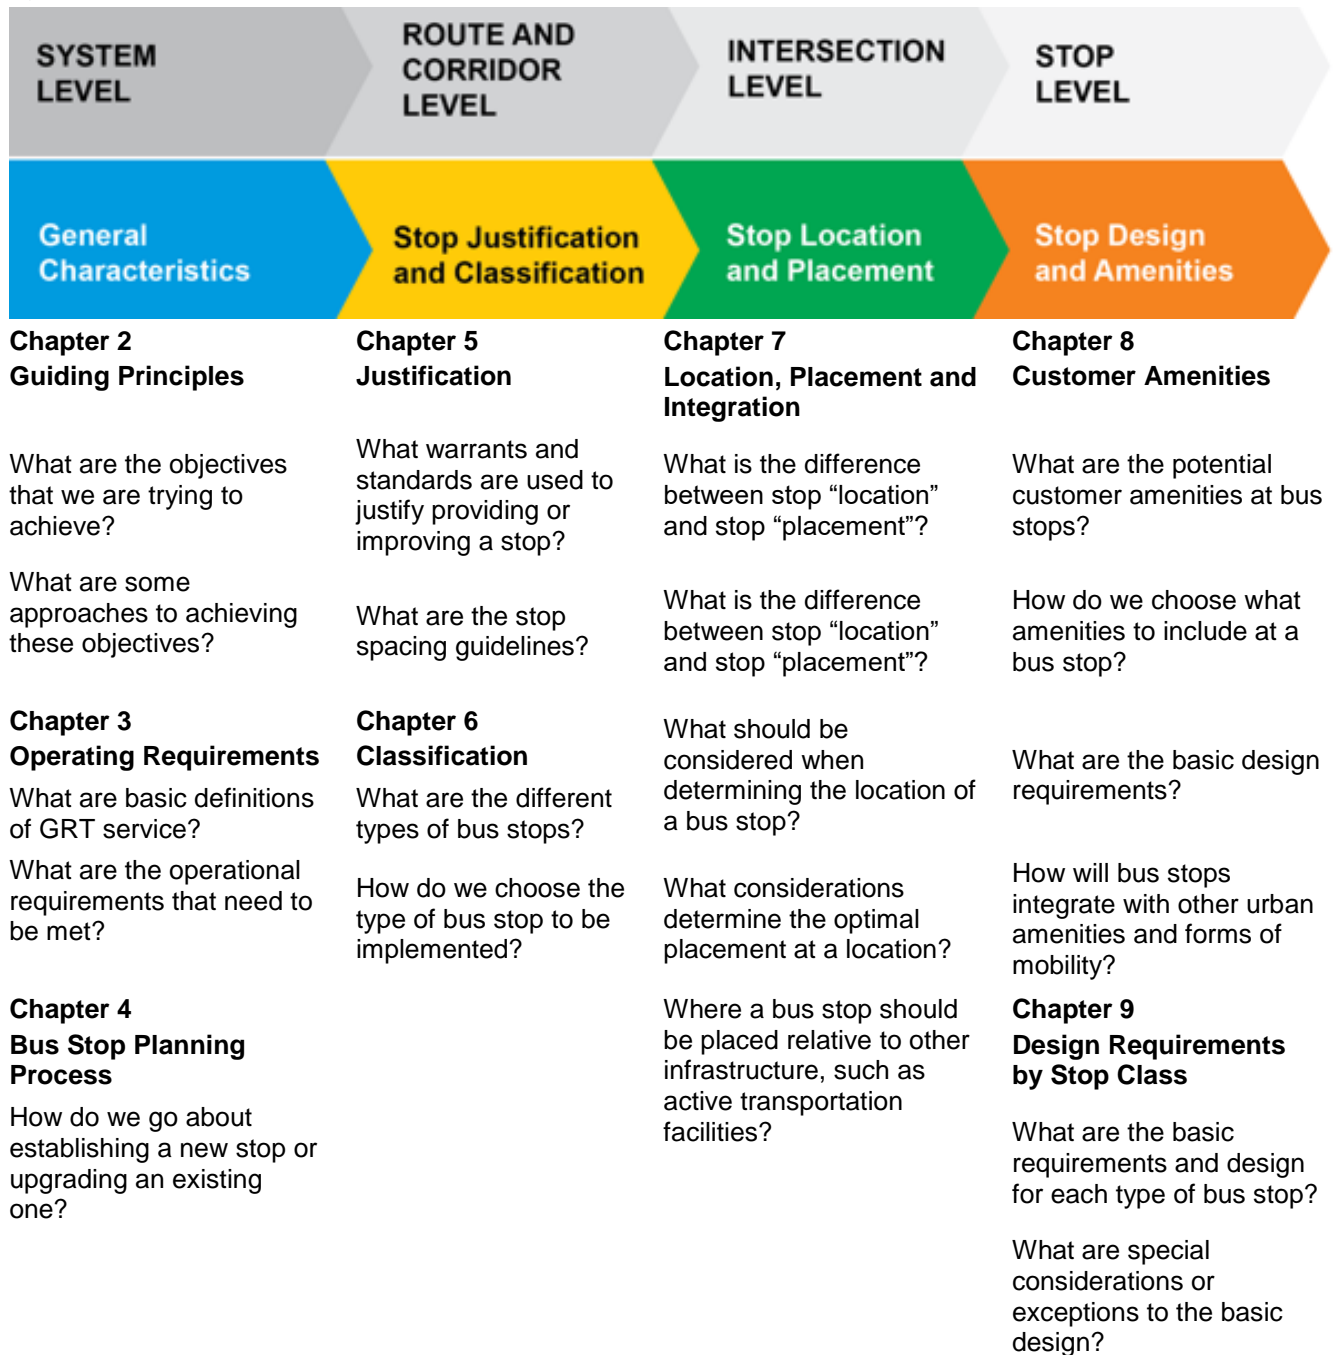 SYSTEM
LEVEL
ROUTE AND
CORRIDOR
LEVEL
INTERSECTION
LEVEL
STOP
LEVEL
General
Characteristics
Stop Justification
and Classification
Stop Location
and Placement
Stop Design
and Amenities
Chapter 2
Guiding Principles
What are the objectives
that we are trying to
achieve?
What are some
approaches to achieving
these objectives?
Chapter 3
Operating Requirements
What are basic definitions
of GRT service?
What are the operational
requirements that need to
be met?
Chapter 4
Bus Stop Planning
Process
How do we go about
establishing a new stop or
upgrading an existing
one?
Chapter 5
Justification
What warrants and
standards are used to
justify providing or
improving a stop?
What are the stop
spacing guidelines?
Chapter 6
Classification
What are the different
types of bus stops?
How do we choose the
type of bus stop to be
implemented?
Chapter 7
Location, Placement and
Integration
What is the difference
between stop “location”
and stop “placement”?
What is the difference
between stop “location”
and stop “placement”?
What should be
considered when
determining the location of
a bus stop?
What considerations
determine the optimal
placement at a location?
Where a bus stop should
be placed relative to other
infrastructure, such as
active transportation
facilities?
Chapter 8
Customer Amenities
What are the potential
customer amenities at bus
stops?
How do we choose what
amenities to include at a
bus stop?
What are the basic design
requirements?
How will bus stops
integrate with other urban
amenities and forms of
mobility?
Chapter 9
Design Requirements
by Stop Class
What are the basic
requirements and design
for each type of bus stop?
What are special
considerations or
exceptions to the basic
design?